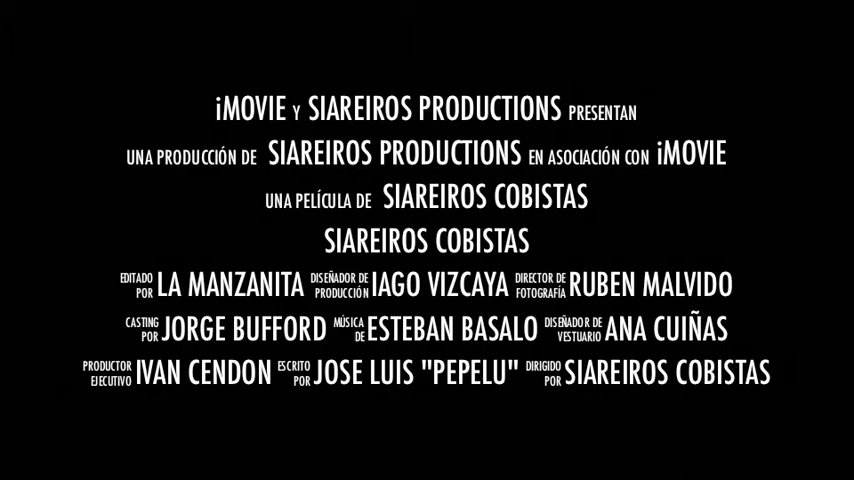 iMOVIE Y SIAREIROS PRODUCTIONS PRESENTAN
UNA PRODUCCIÓN DE SIAREIROS PRODUCTIONS EN ASOCIACIÓN CON iMOVIE
UNA PELÍCULA DE SIAREIROS COBISTAS
SIAREIROS COBISTAS
EDITADO POR LA MANZANITA DISEÑADOR DE PRODUCCIÓN IAGO VIZCAYA DIRECTOR DE FOTOGRAFÍA RUBEN MALVIDO
CASTING POR JORGE BUFFORD MÚSICA DE ESTEBAN BASALO DISEÑADOR DE VESTUARIO ANA CUIÑAS
PRODUCTOR EJECUTIVO IVAN CENDON ESCRITO POR JOSE LUIS "PEPELU" DIRIGIDO POR SIAREIROS COBISTAS